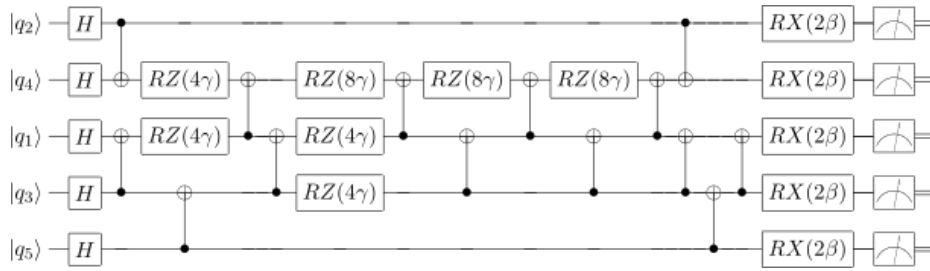 |q₂⟩ H RX(2β)
|q₄⟩ H RZ(4γ) RZ(8γ) RZ(8γ) RZ(8γ) RX(2β)
|q₁⟩ H RZ(4γ) RZ(4γ) RX(2β)
|q₃⟩ H RZ(4γ) RX(2β)
|q₅⟩ H RX(2β)